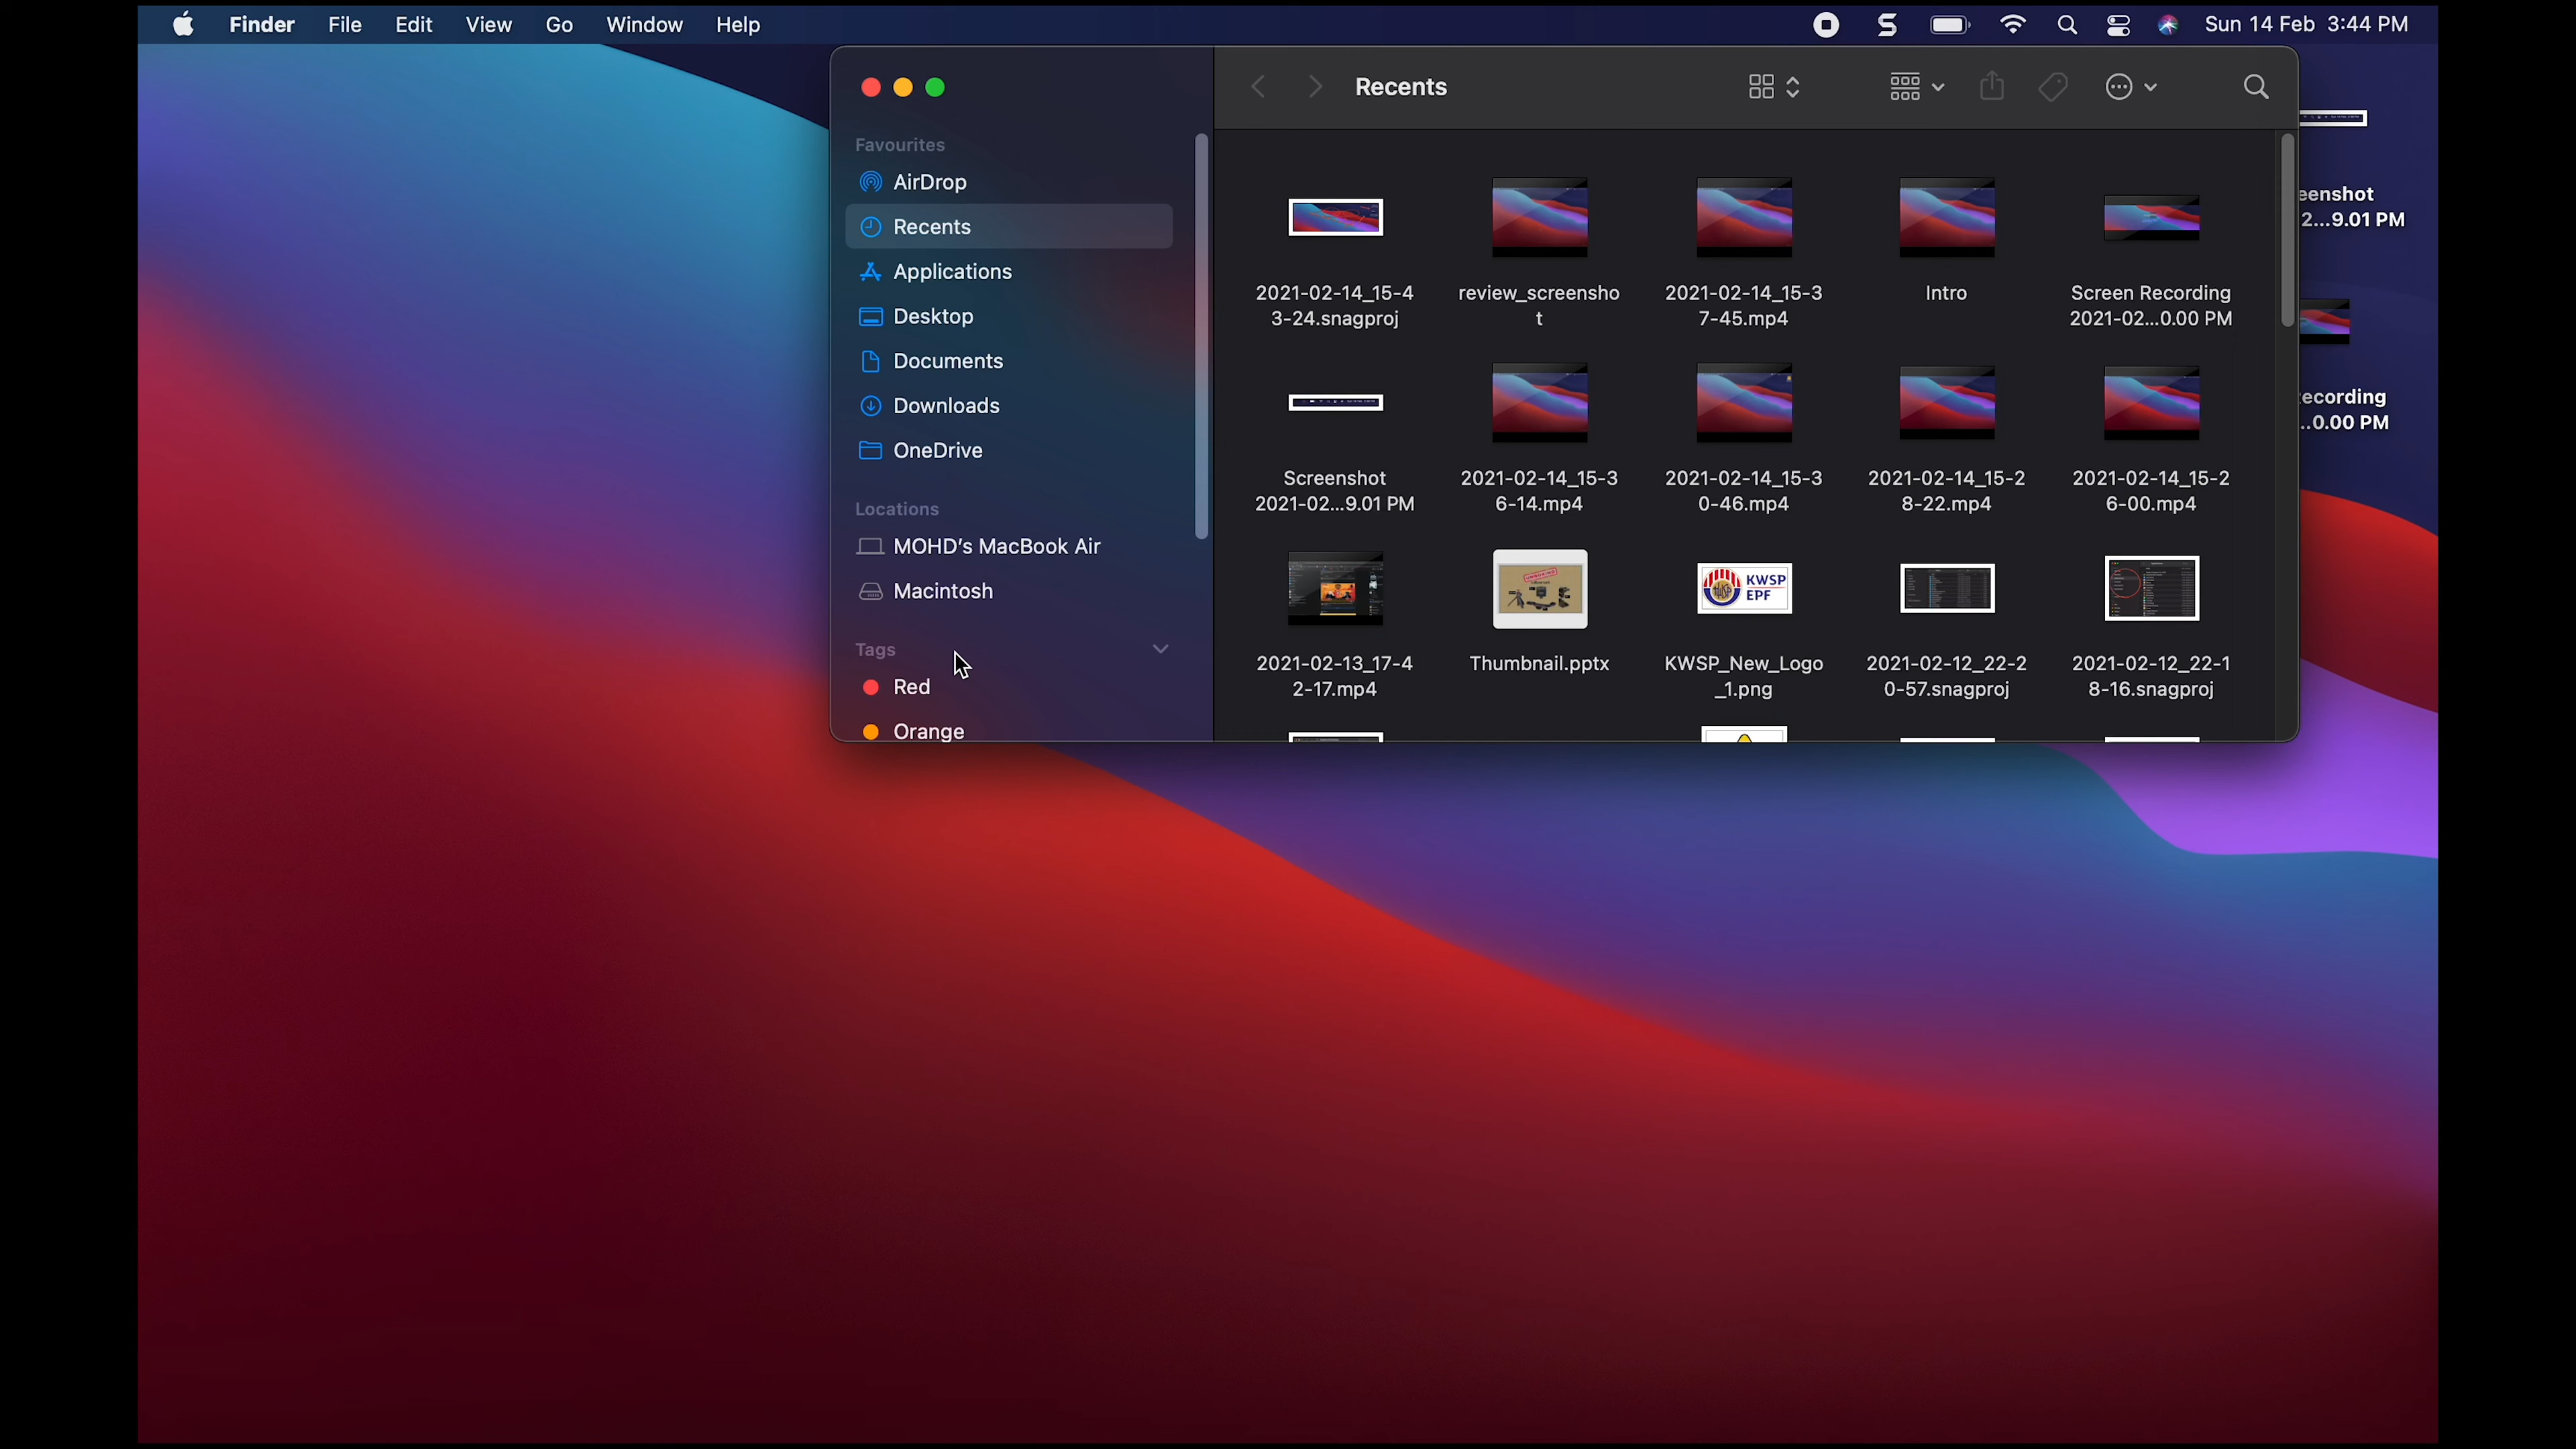 Finder File Edit View Go Window Help Sun 14 Feb 3:44 PM
Recents
Favourites
AirDrop
Recents
Applications
Desktop
Documents
Downloads
OneDrive
Locations
MOHD's MacBook Air
Macintosh
Tags
Red
Orange
2021-02-14_15-4
3-24.snagproj
review_screensho
t
2021-02-14_15-3
7-45.mp4
Intro
Screen Recording
2021-02...0.00 PM
Screenshot
2021-02...9.01 PM
2021-02-14_15-3
6-14.mp4
2021-02-14_15-3
0-46.mp4
2021-02-14_15-2
8-22.mp4
2021-02-14_15-2
6-00.mp4
2021-02-13_17-4
2-17.mp4
Thumbnail.pptx
KWSP
EPF
KWSP_New_Logo
_1.png
2021-02-12_22-2
0-57.snagproj
2021-02-12_22-1
8-16.snagproj
eenshot
2...9.01 PM
ecording
..0.00 PM